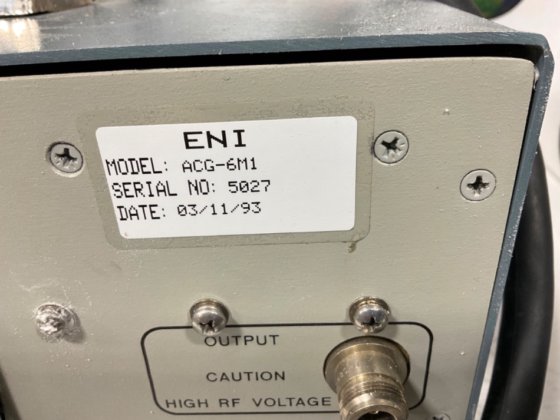 ENI
MODEL: ACG-6M1
SERIAL NO: 5027
DATE: 03/11/93
OUTPUT
CAUTION
HIGH RF VOLTAGE